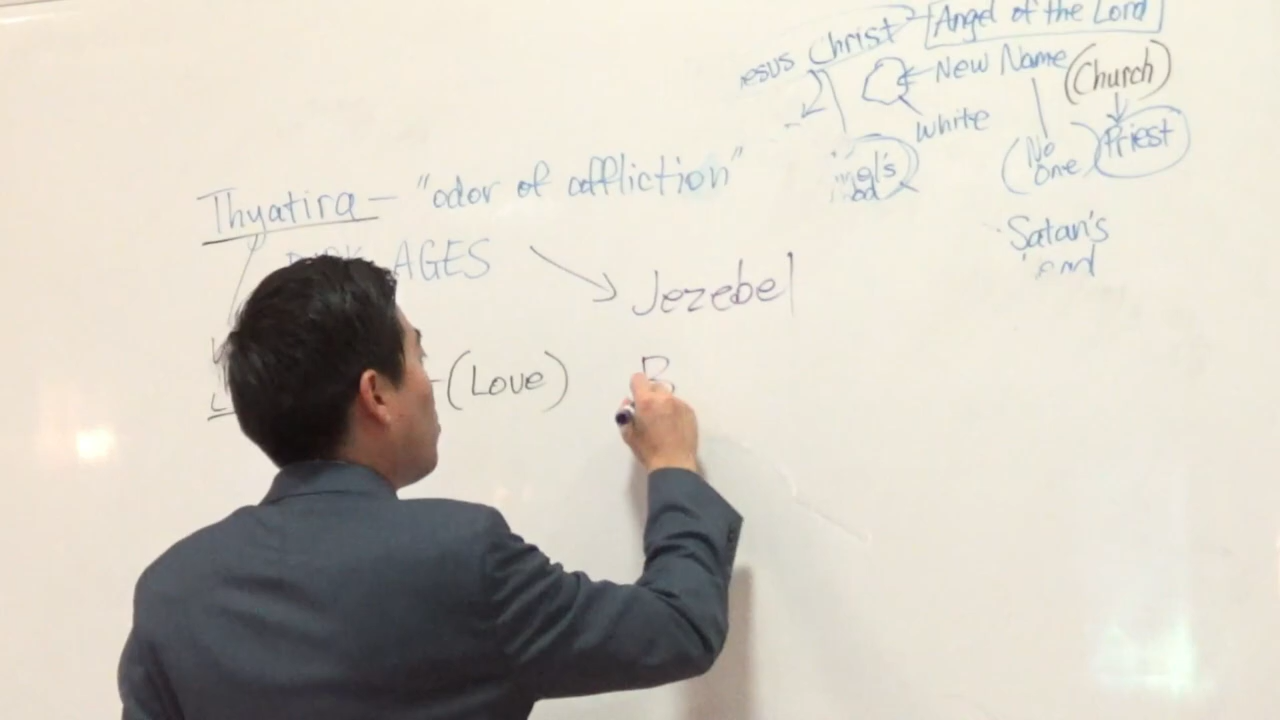 Jesus Christ Angel of the Lord
New Name (Church)
White
(No One) Priest
Satan's
Thyatira – "odor of affliction"
AGES
Jezebel
(Love)
B